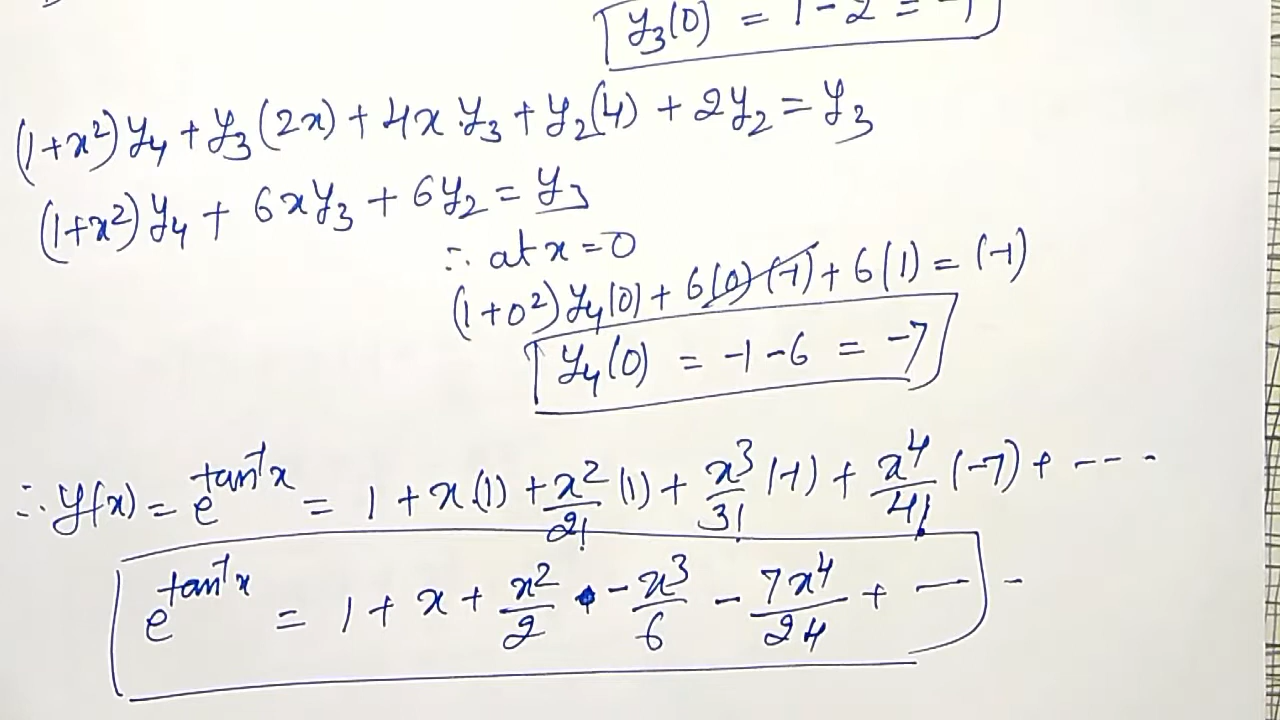 y₃(0) = 1 - 2 = -1
(1+x²)y₄ + y₃(2x) + 4x·y₃ + y₂(4) + 2y₂ = y₃
(1+x²)y₄ + 6xy₃ + 6y₂ = y₃
∴ at x = 0
(1+0²)y₄(0) + 6(0)(-1) + 6(1) = (-1)
y₄(0) = -1 - 6 = -7
∴ y(x) = e^{tan⁻¹x} = 1 + x.(1) + x²/2! (1) + x³/3! (-1) + x⁴/4! (-7) + ----
e^{tan⁻¹x} = 1 + x + x²/2 - x³/6 - 7x⁴/24 + — -